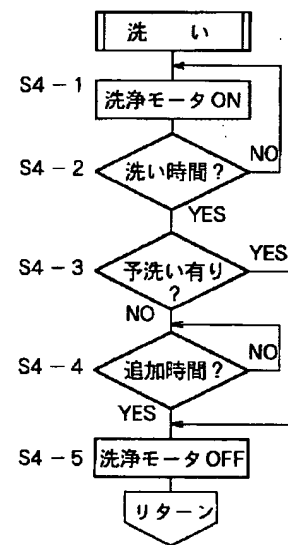 洗 い
S4-1 洗浄モータON
S4-2 洗い時間?
NO
YES
S4-3 予洗い有り
?
YES
NO
S4-4 追加時間?
NO
YES
S4-5 洗浄モータOFF
リターン